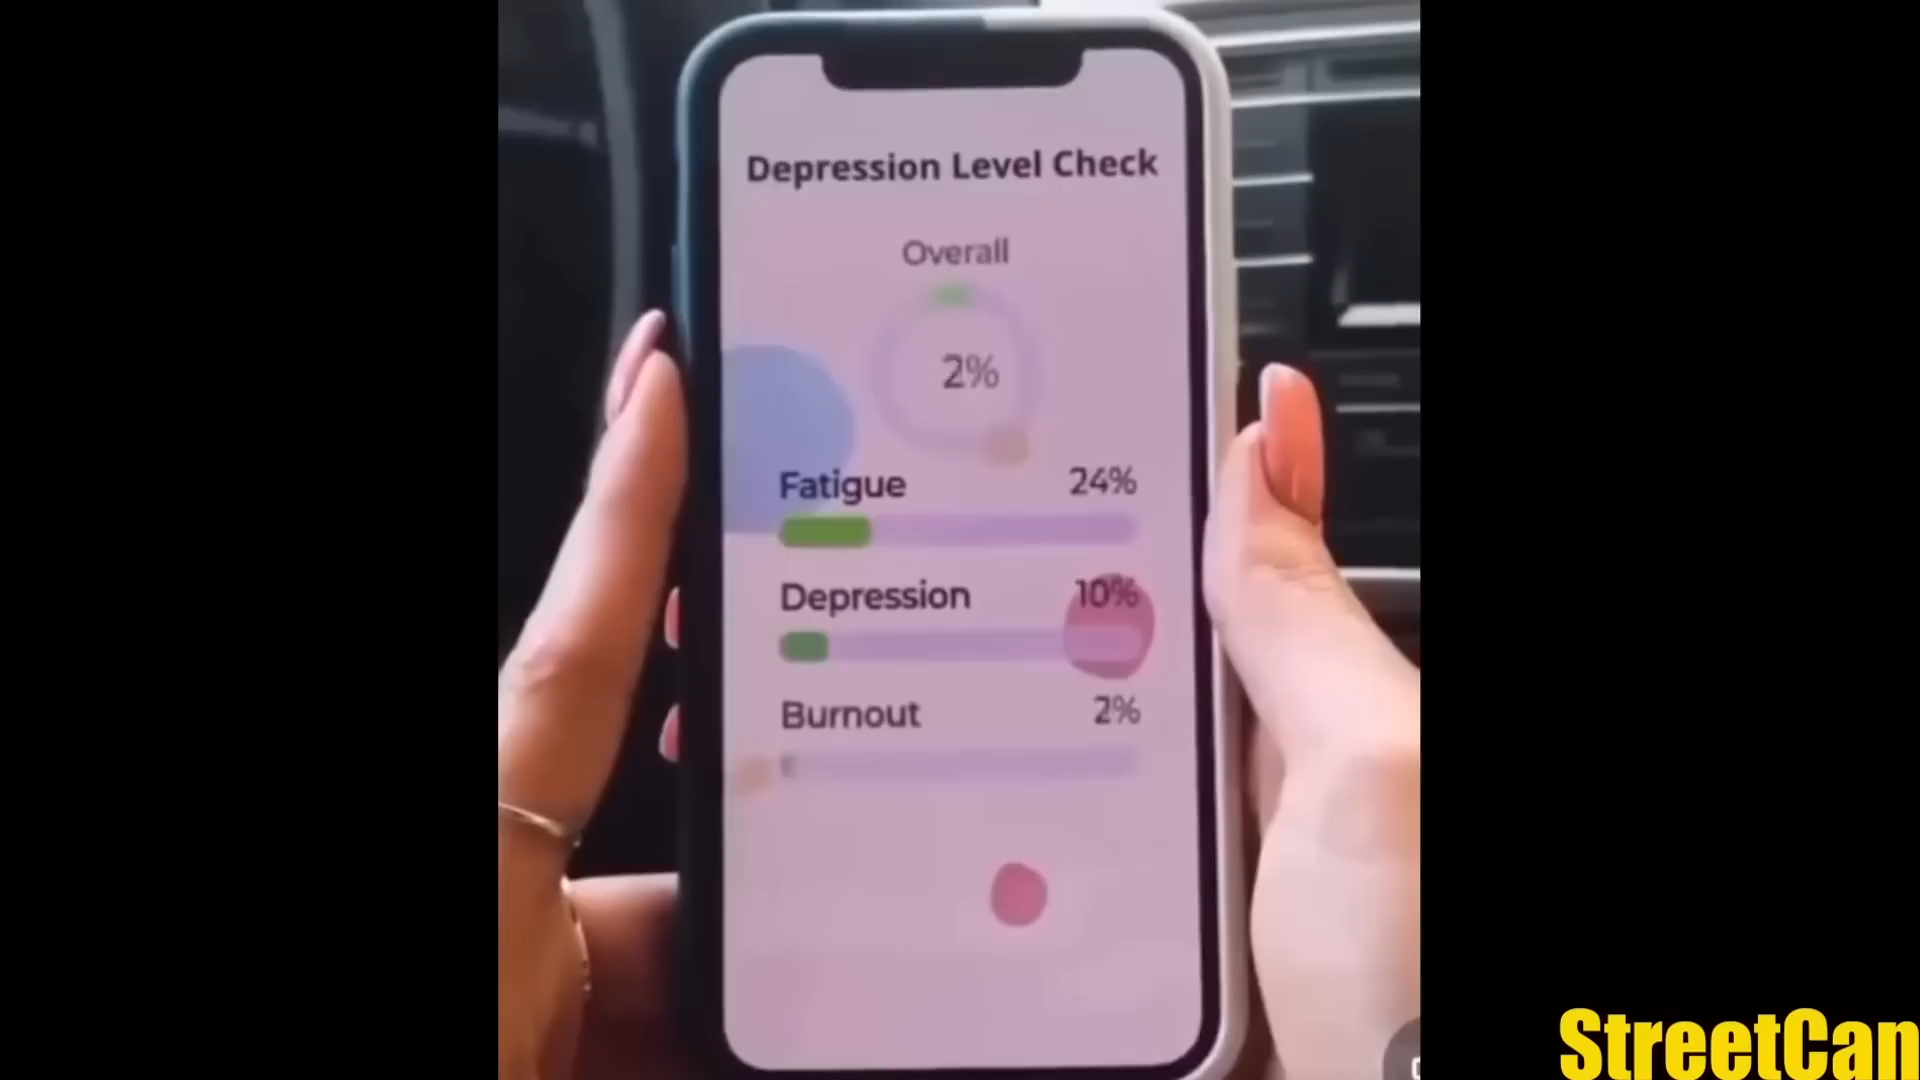 Depression Level Check
Overall
2%
Fatigue 24%
Depression 10%
Burnout 2%
StreetCan